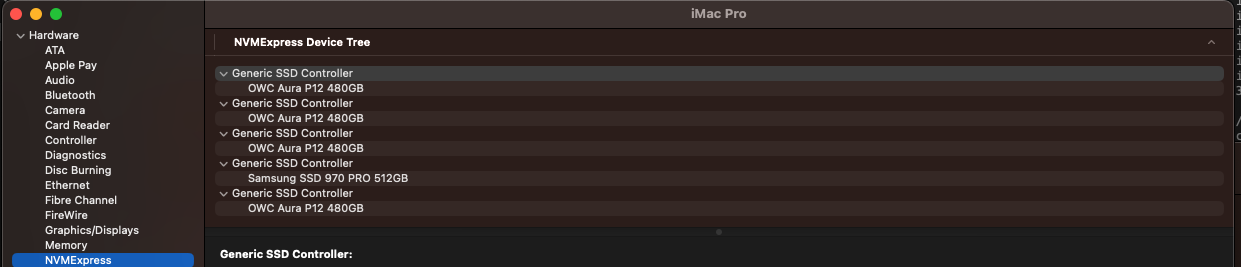 iMac Pro
Hardware
ATA
Apple Pay
Audio
Bluetooth
Camera
Card Reader
Controller
Diagnostics
Disc Burning
Ethernet
Fibre Channel
FireWire
Graphics/Displays
Memory
NVMExpress
NVMExpress Device Tree
Generic SSD Controller
OWC Aura P12 480GB
Generic SSD Controller
OWC Aura P12 480GB
Generic SSD Controller
OWC Aura P12 480GB
Generic SSD Controller
Samsung SSD 970 PRO 512GB
Generic SSD Controller
OWC Aura P12 480GB
Generic SSD Controller: